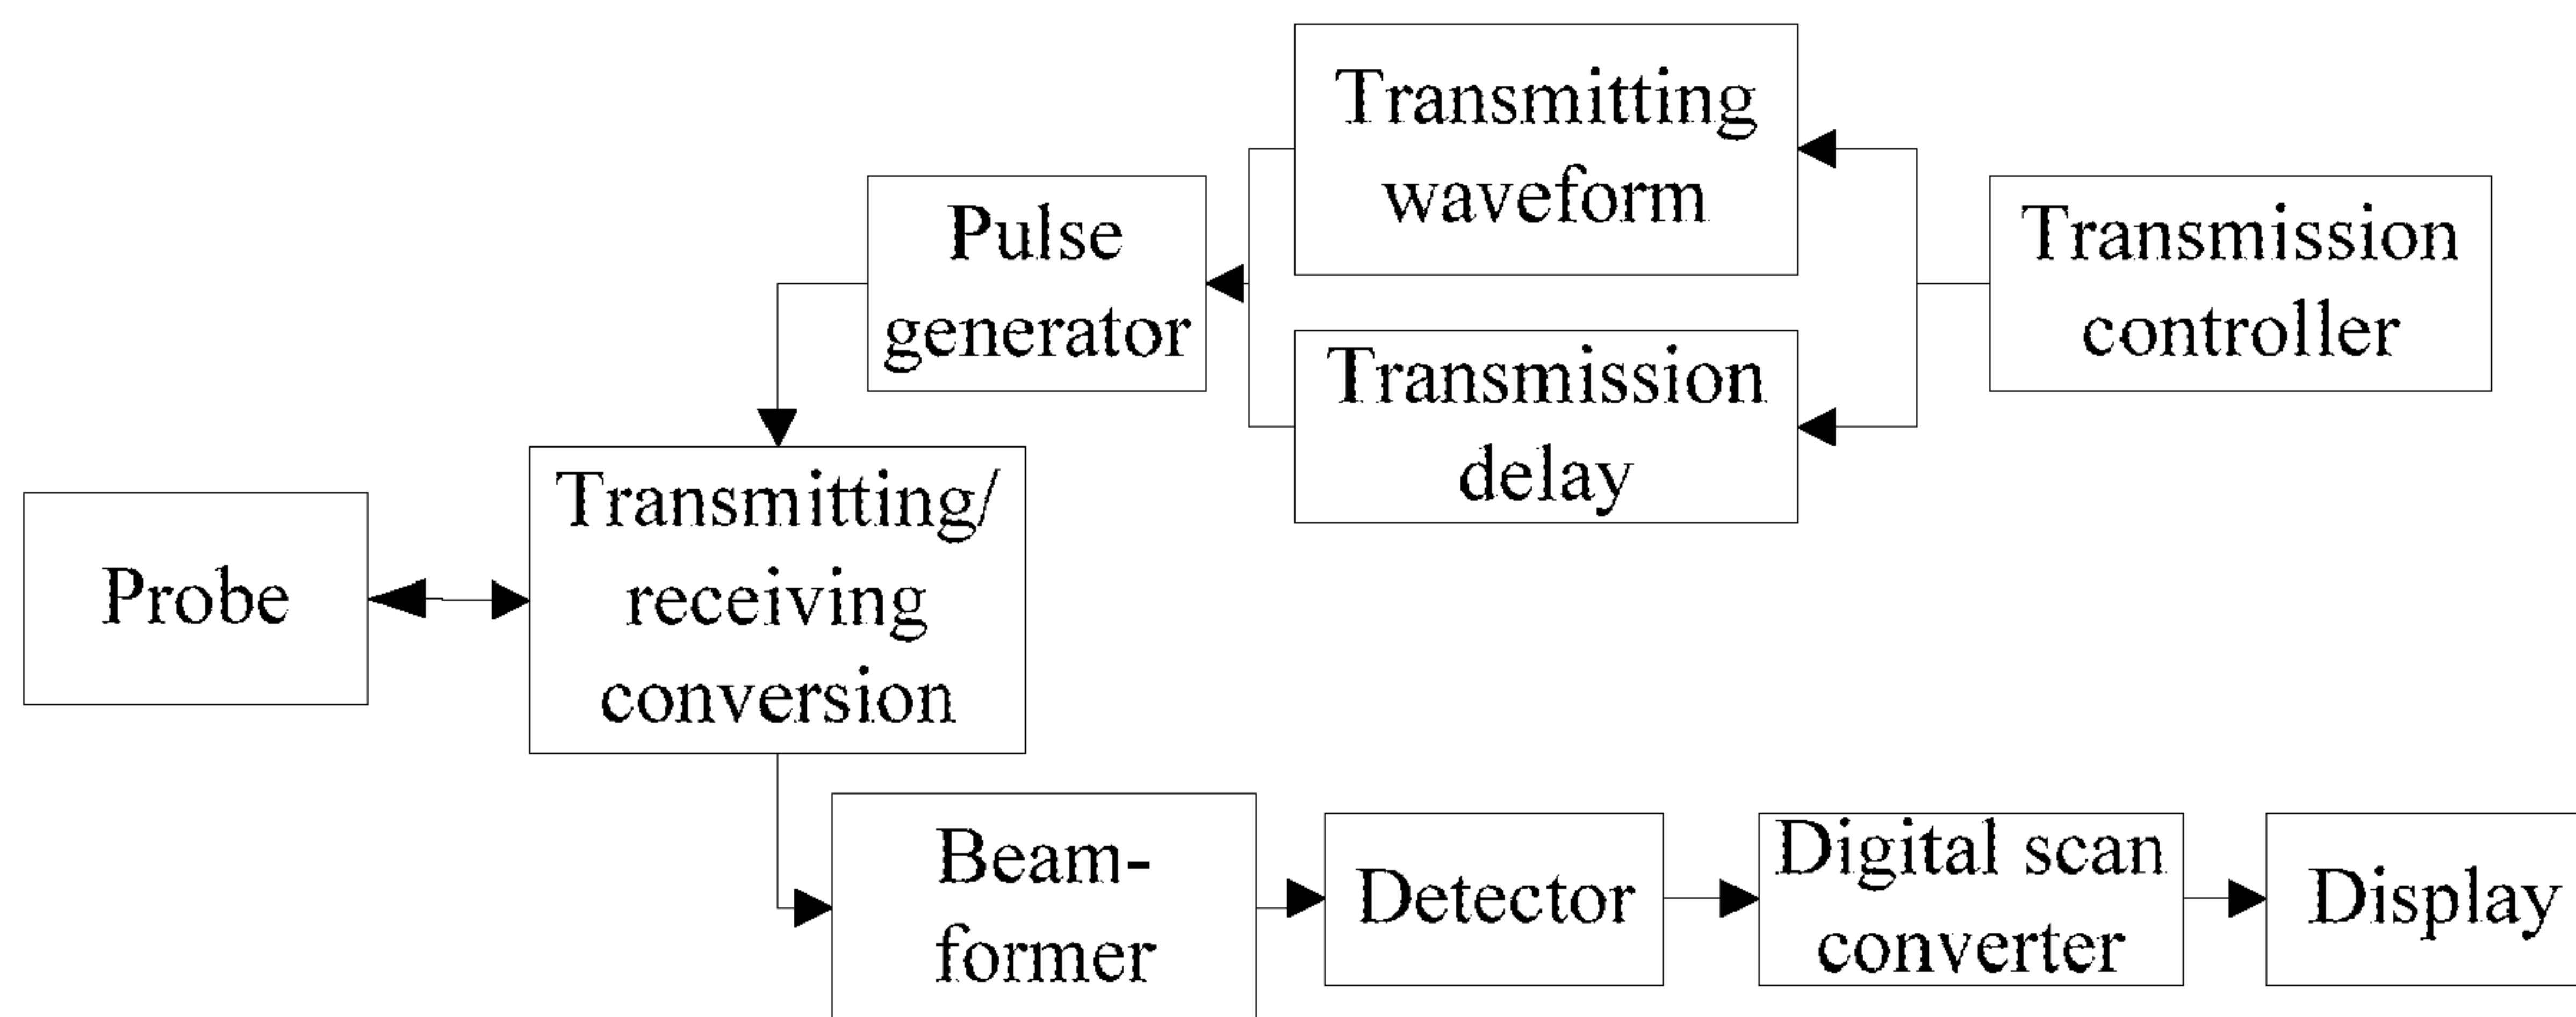 Transmitting
waveform
Pulse
generator
Transmission
controller
Transmission
delay
Transmitting/
receiving
conversion
Probe
Beam-
former
Detector
Digital scan
converter
Display